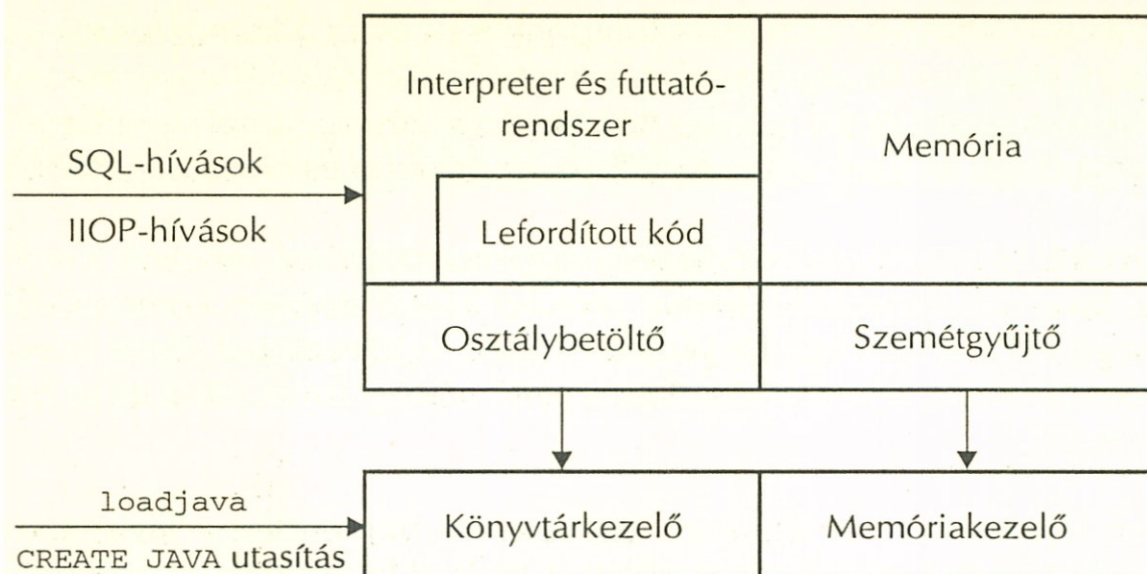 Interpreter és futtató-
rendszer
Memória
SQL-hívások
IIOP-hívások
Lefordított kód
Osztálybetöltő
Szemétgyűjtő
loadjava
CREATE JAVA utasítás
Könyvtárkezelő
Memóriakezelő